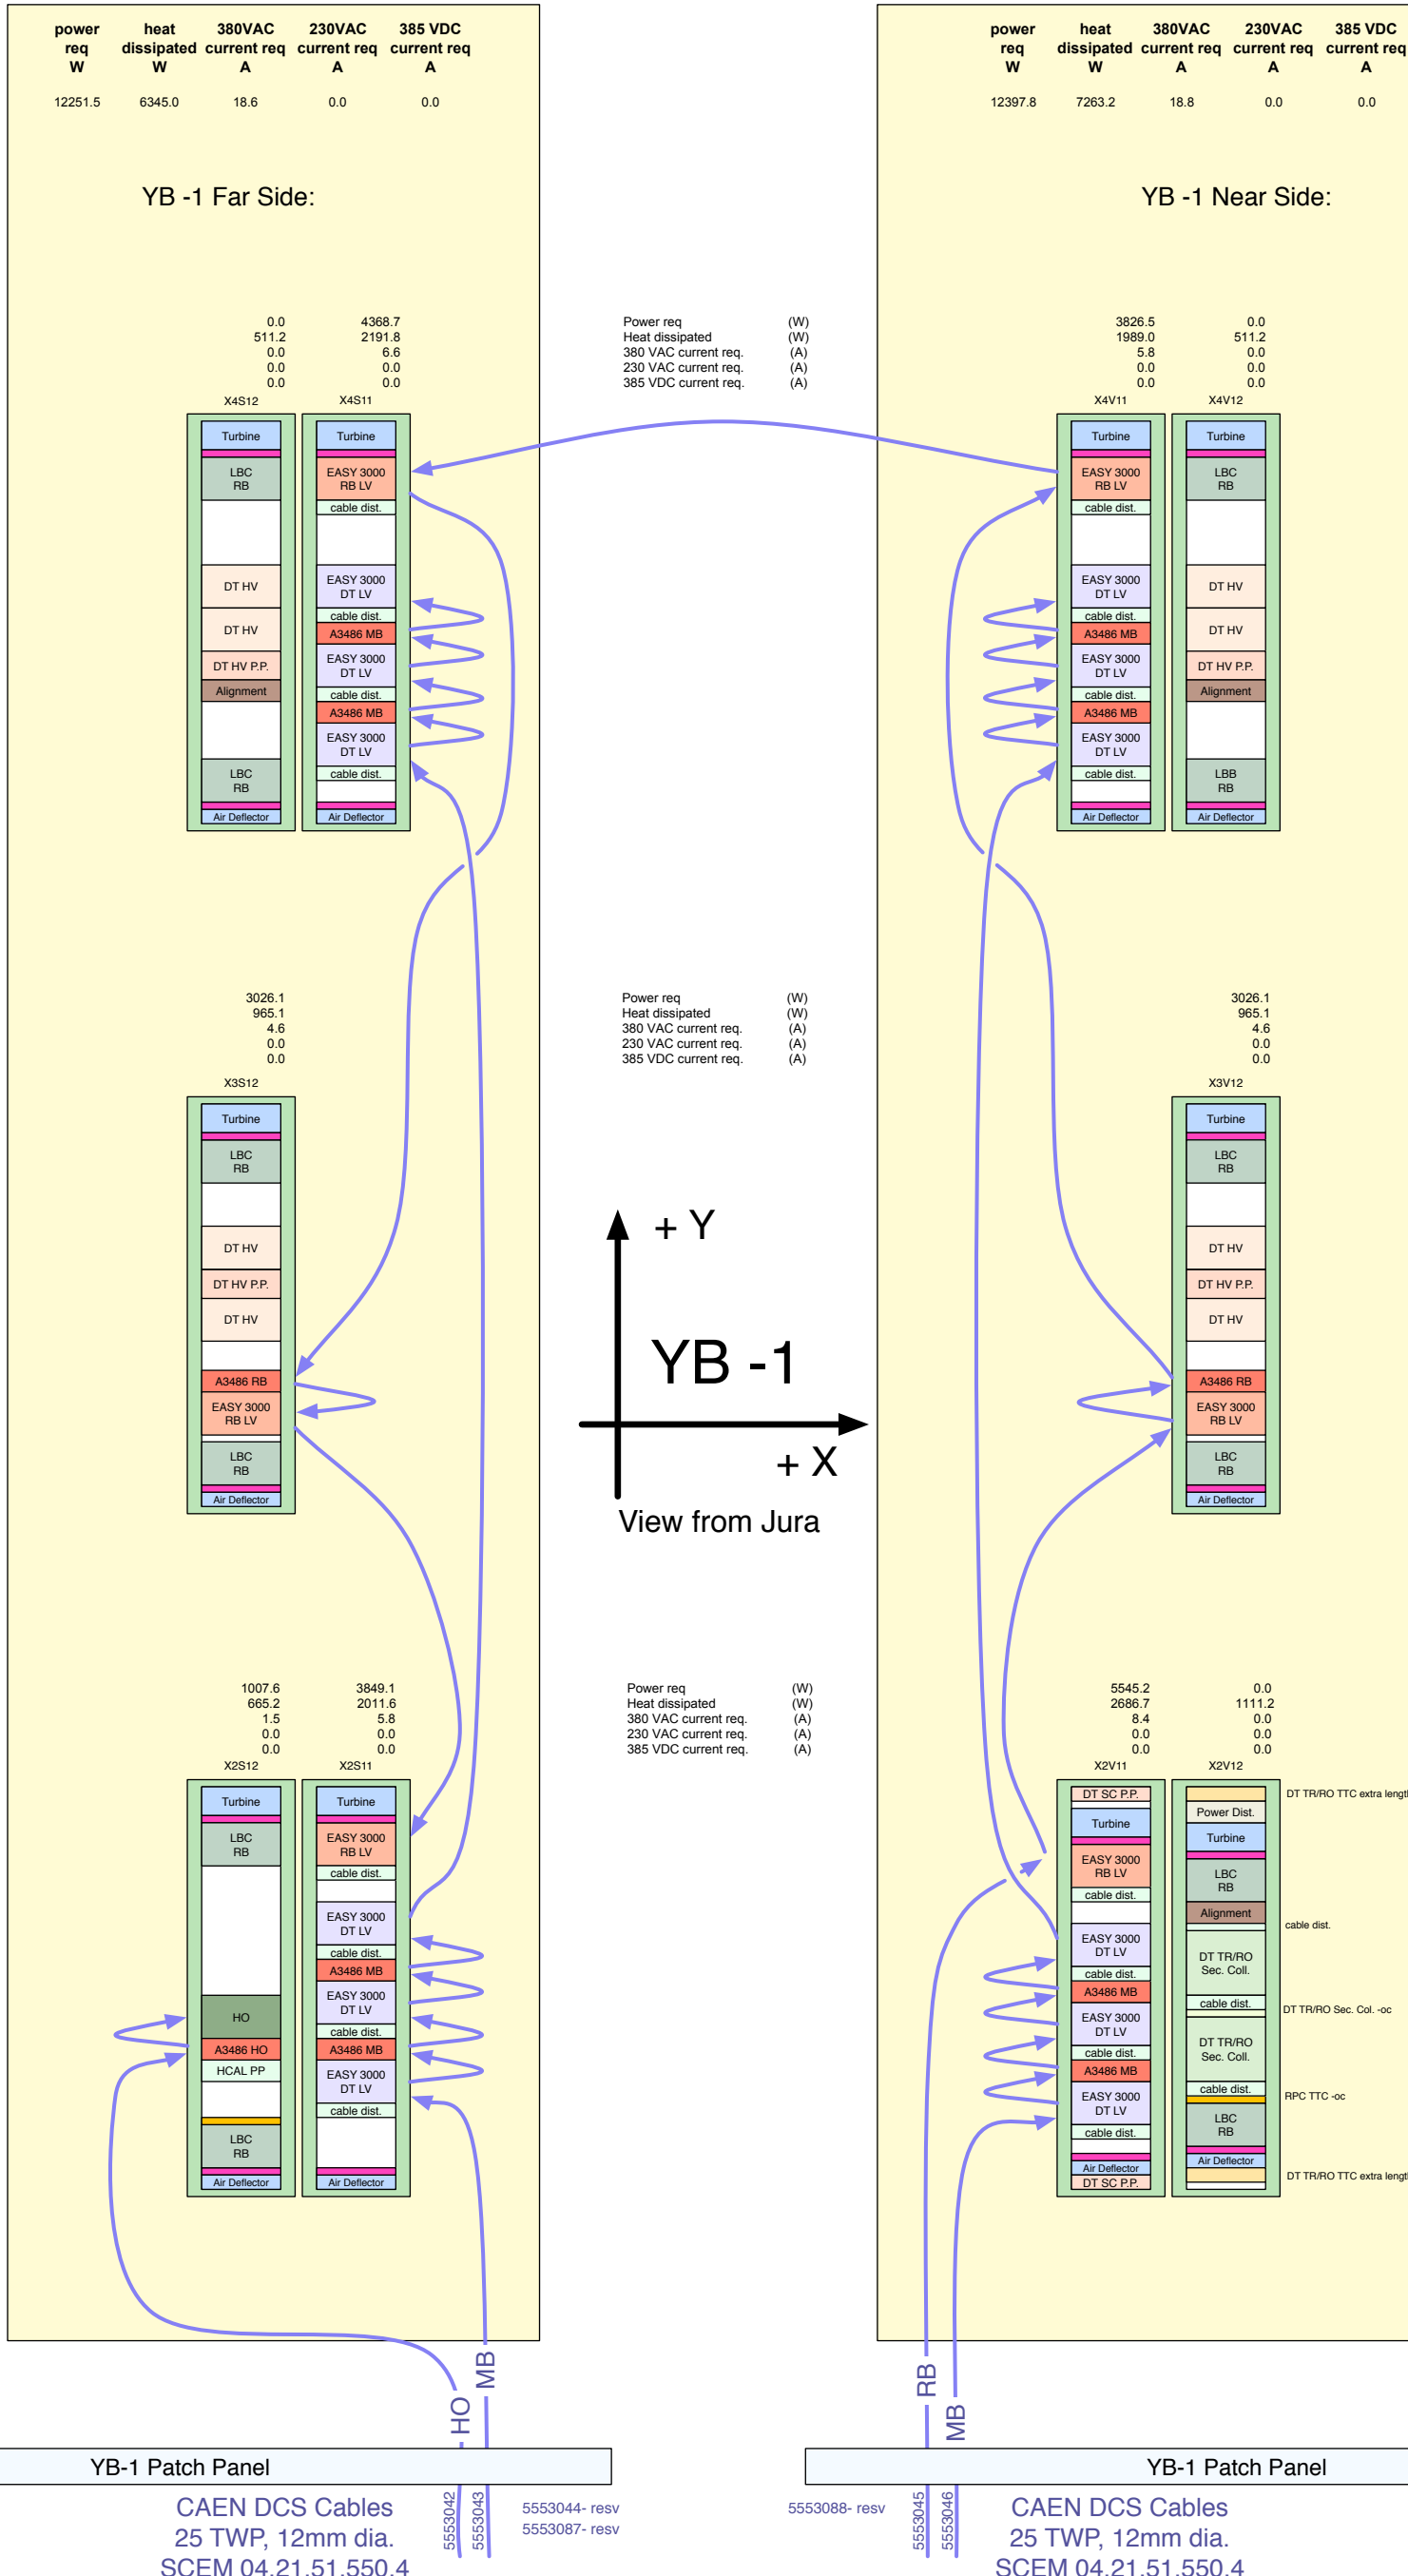 power heat 380VAC 230VAC 385 VDC
req dissipated current req current req current req
W W A A A
12251.5 6345.0 18.6 0.0 0.0
YB -1 Far Side:
0.0 4368.7
511.2 2191.8
0.0 6.6
0.0 0.0
0.0 0.0
X4S12 X4S11
Turbine
LBC
RB
DT HV
DT HV
DT HV P.P.
Alignment
LBC
RB
Air Deflector
Turbine
EASY 3000
RB LV
cable dist.
EASY 3000
DT LV
cable dist.
A3486 MB
EASY 3000
DT LV
cable dist.
A3486 MB
EASY 3000
DT LV
cable dist.
Air Deflector
3026.1
965.1
4.6
0.0
0.0
X3S12
Turbine
LBC
RB
DT HV
DT HV P.P.
DT HV
A3486 RB
EASY 3000
RB LV
LBC
RB
Air Deflector
1007.6 3849.1
665.2 2011.6
1.5 5.8
0.0 0.0
0.0 0.0
X2S12 X2S11
Turbine
LBC
RB
HO
A3486 HO
HCAL PP
LBC
RB
Air Deflector
Turbine
EASY 3000
RB LV
cable dist.
EASY 3000
DT LV
cable dist.
A3486 MB
EASY 3000
DT LV
cable dist.
A3486 MB
EASY 3000
DT LV
cable dist.
Air Deflector
HO
MB
YB-1 Patch Panel
CAEN DCS Cables
25 TWP, 12mm dia.
SCEM 04.21.51.550.4
5553042
5553043
5553044- resv
5553087- resv
Power req (W)
Heat dissipated (W)
380 VAC current req. (A)
230 VAC current req. (A)
385 VDC current req. (A)
Power req (W)
Heat dissipated (W)
380 VAC current req. (A)
230 VAC current req. (A)
385 VDC current req. (A)
+ Y
YB -1
+ X
View from Jura
Power req (W)
Heat dissipated (W)
380 VAC current req. (A)
230 VAC current req. (A)
385 VDC current req. (A)
power heat 380VAC 230VAC 385 VDC
req dissipated current req current req current req
W W A A A
12397.8 7263.2 18.8 0.0 0.0
YB -1 Near Side:
3826.5 0.0
1989.0 511.2
5.8 0.0
0.0 0.0
0.0 0.0
X4V11 X4V12
Turbine
EASY 3000
RB LV
cable dist.
EASY 3000
DT LV
cable dist.
A3486 MB
EASY 3000
DT LV
cable dist.
A3486 MB
EASY 3000
DT LV
cable dist.
Air Deflector
Turbine
LBC
RB
DT HV
DT HV
DT HV P.P.
Alignment
LBB
RB
Air Deflector
3026.1
965.1
4.6
0.0
0.0
X3V12
Turbine
LBC
RB
DT HV
DT HV P.P.
DT HV
A3486 RB
EASY 3000
RB LV
LBC
RB
Air Deflector
5545.2 0.0
2686.7 1111.2
8.4 0.0
0.0 0.0
0.0 0.0
X2V11 X2V12
DT SC P.P.
Turbine
EASY 3000
RB LV
cable dist.
EASY 3000
DT LV
cable dist.
A3486 MB
EASY 3000
DT LV
cable dist.
A3486 MB
EASY 3000
DT LV
cable dist.
Air Deflector
DT SC P.P.
Power Dist.
Turbine
LBC
RB
Alignment
DT TR/RO
Sec. Coll.
cable dist.
DT TR/RO
Sec. Coll.
cable dist.
LBC
RB
Air Deflector
DT TR/RO TTC extra
cable dist.
DT TR/RO Sec. Col. -oc
RPC TTC -oc
DT TR/RO TTC extra
RB
MB
YB-1 Patch Panel
5553088- resv
5553045
5553046
CAEN DCS Cables
25 TWP, 12mm dia.
SCEM 04.21.51.550.4